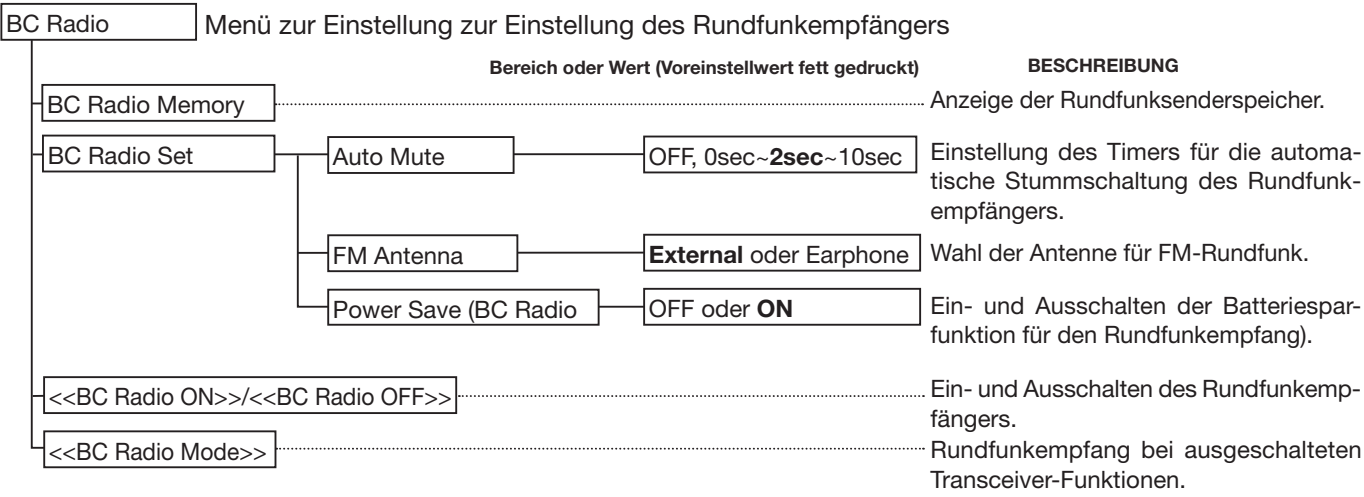 BC Radio Menü zur Einstellung zur Einstellung des Rundfunkempfängers
Bereich oder Wert (Voreinstellwert fett gedruckt) BESCHREIBUNG
BC Radio Memory Anzeige der Rundfunksenderspeicher.
BC Radio Set Auto Mute OFF, 0sec~2sec~10sec Einstellung des Timers für die automa-
tische Stummschaltung des Rundfunk-
empfängers.
FM Antenna External oder Earphone Wahl der Antenne für FM-Rundfunk.
Power Save (BC Radio OFF oder ON Ein- und Ausschalten der Batteriespar-
funktion für den Rundfunkempfang).
<<BC Radio ON>>/<<BC Radio OFF>> Ein- und Ausschalten des Rundfunkemp-
fängers.
<<BC Radio Mode>> Rundfunkempfang bei ausgeschalteten
Transceiver-Funktionen.